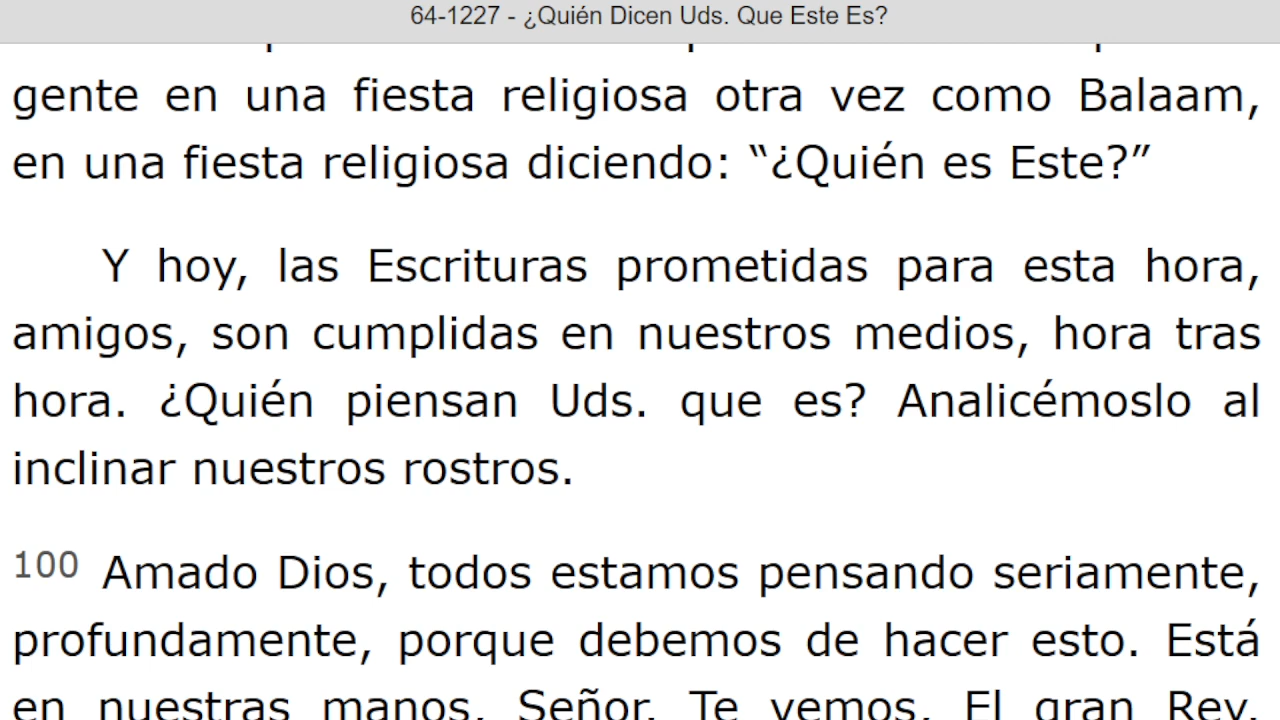 64-1227 - ¿Quién Dicen Uds. Que Este Es?
gente en una fiesta religiosa otra vez como Balaam,
en una fiesta religiosa diciendo: “¿Quién es Este?”
Y hoy, las Escrituras prometidas para esta hora,
amigos, son cumplidas en nuestros medios, hora tras
hora. ¿Quién piensan Uds. que es? Analicémoslo al
inclinar nuestros rostros.
100 Amado Dios, todos estamos pensando seriamente,
profundamente, porque debemos de hacer esto. Está
en nuestras manos, Señor. Te vemos, El gran Rey,